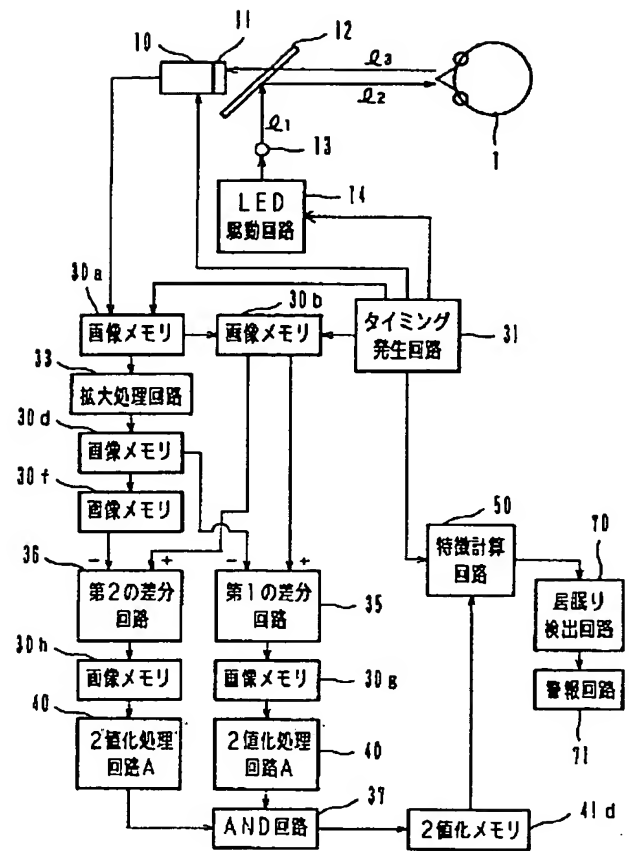 10
11
12
ℓ3
ℓ2
ℓ1
13
1
LED
駆動回路
14
30a
画像メモリ
30b
画像メモリ
タイミング
発生回路
31
33
拡大処理回路
30d
画像メモリ
30f
画像メモリ
50
特徴計算
回路
70
居眠り
検出回路
36
−
+
第2の差分
回路
−
+
第1の差分
回路
35
30h
画像メモリ
画像メモリ
30g
警報回路
71
40
2値化処理
回路A
2値化処理
回路A
40
AND回路
37
2値化メモリ
41d